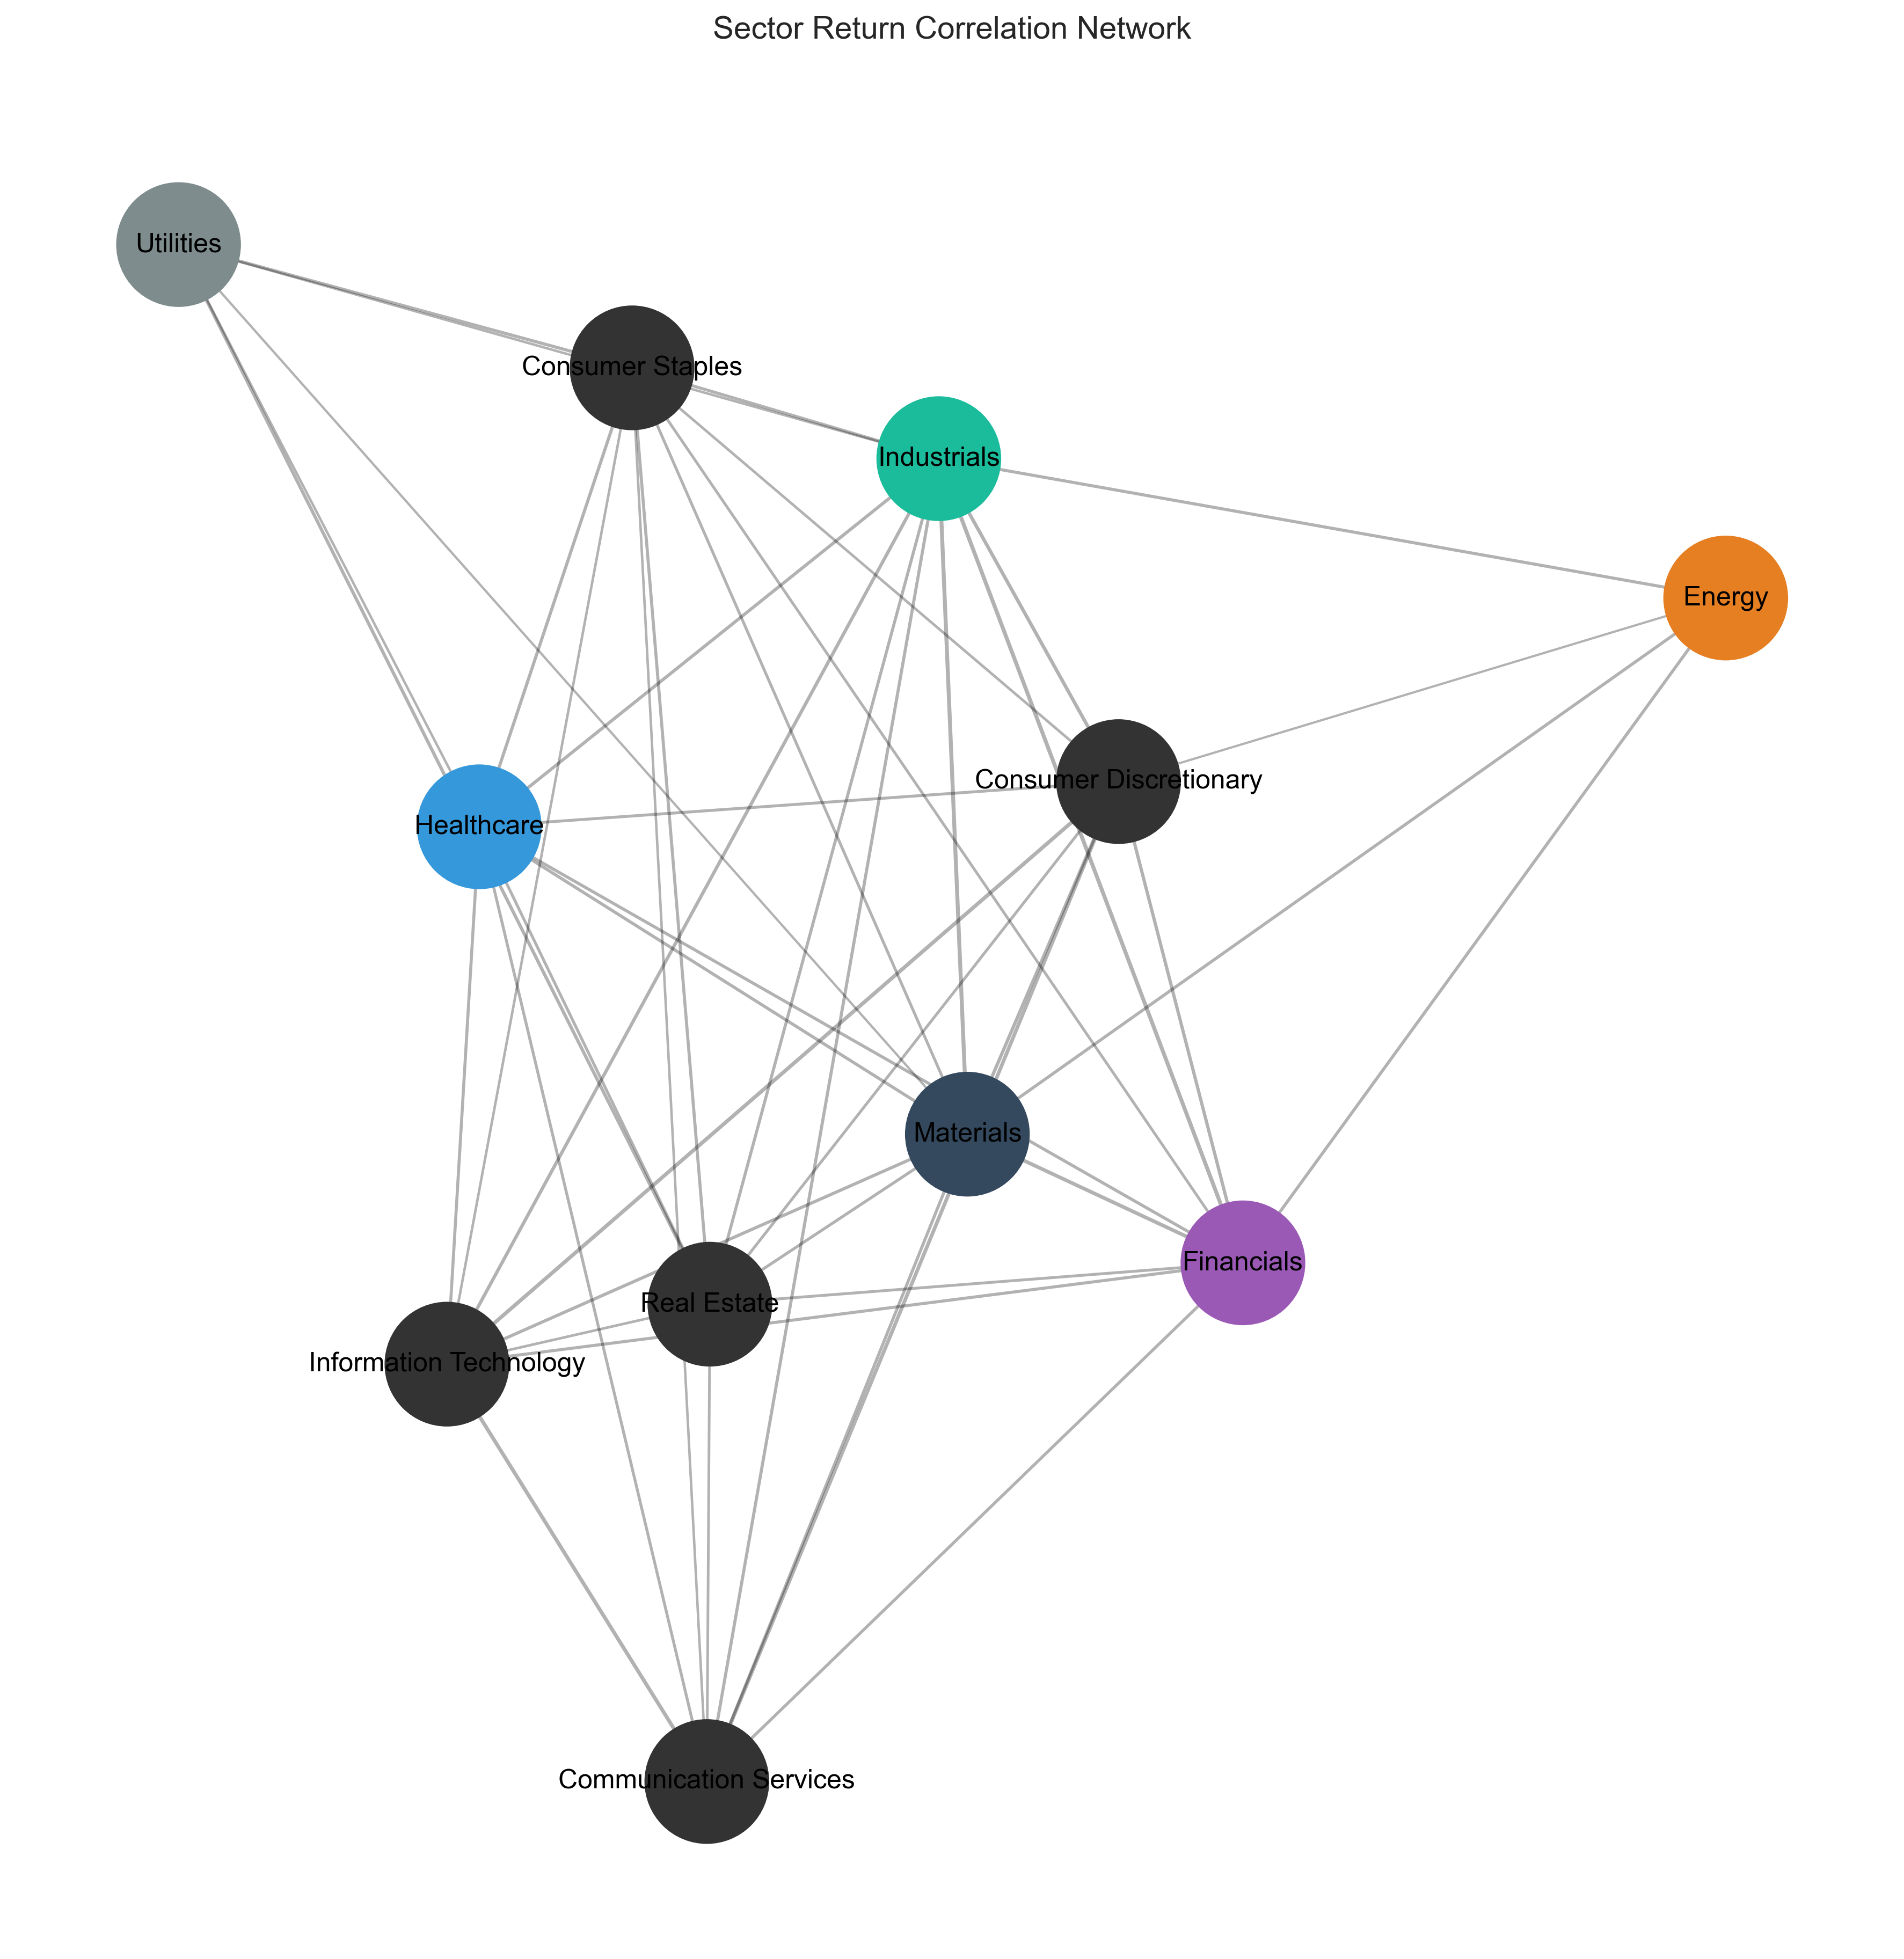 Sector Return Correlation Network
Utilities
Consumer Staples
Industrials
Energy
Consumer Discretionary
Healthcare
Materials
Financials
Real Estate
Information Technology
Communication Services